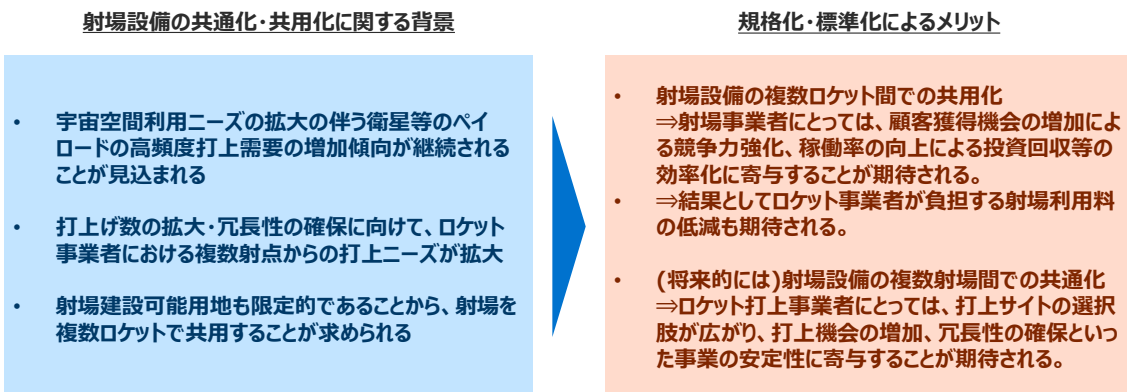 射場設備の共通化・共用化に関する背景
• 宇宙空間利用ニーズの拡大の伴う衛星等のペイ
ロードの高頻度打上需要の増加傾向が継続される
ことが見込まれる
• 打上げ数の拡大・冗長性の確保に向けて、ロケット
事業者における複数射点からの打上ニーズが拡大
• 射場建設可能用地も限定的であることから、射場を
複数ロケットで共用することが求められる
規格化・標準化によるメリット
• 射場設備の複数ロケット間での共用化
⇒射場事業者にとっては、顧客獲得機会の増加によ
る競争力強化、稼働率の向上による投資回収等の
効率化に寄与することが期待される。
• ⇒結果としてロケット事業者が負担する射場利用料
の低減も期待される。
• (将来的には)射場設備の複数射場間での共通化
⇒ロケット打上事業者にとっては、打上サイトの選択
肢が広がり、打上機会の増加、冗長性の確保といっ
た事業の安定性に寄与することが期待される。